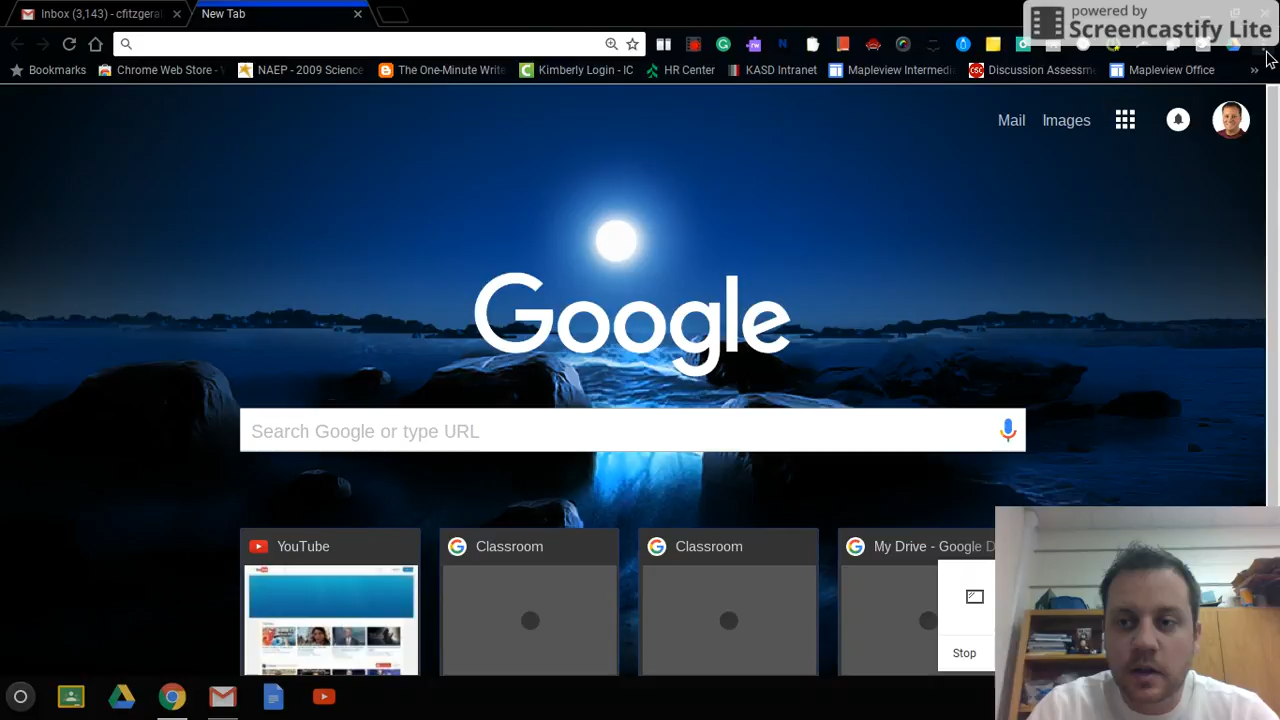 Inbox (3,143) - cfitzgeral
New Tab
powered by
Screencastify Lite
Bookmarks
Chrome Web Store -
NAEP - 2009 Science
The One-Minute Write
Kimberly Login - IC
HR Center
KASD Intranet
Mapleview Intermedi
Discussion Assessm
Mapleview Office
»
Mail
Images
Google
Search Google or type URL
YouTube
Classroom
Classroom
My Drive - Google D
Stop